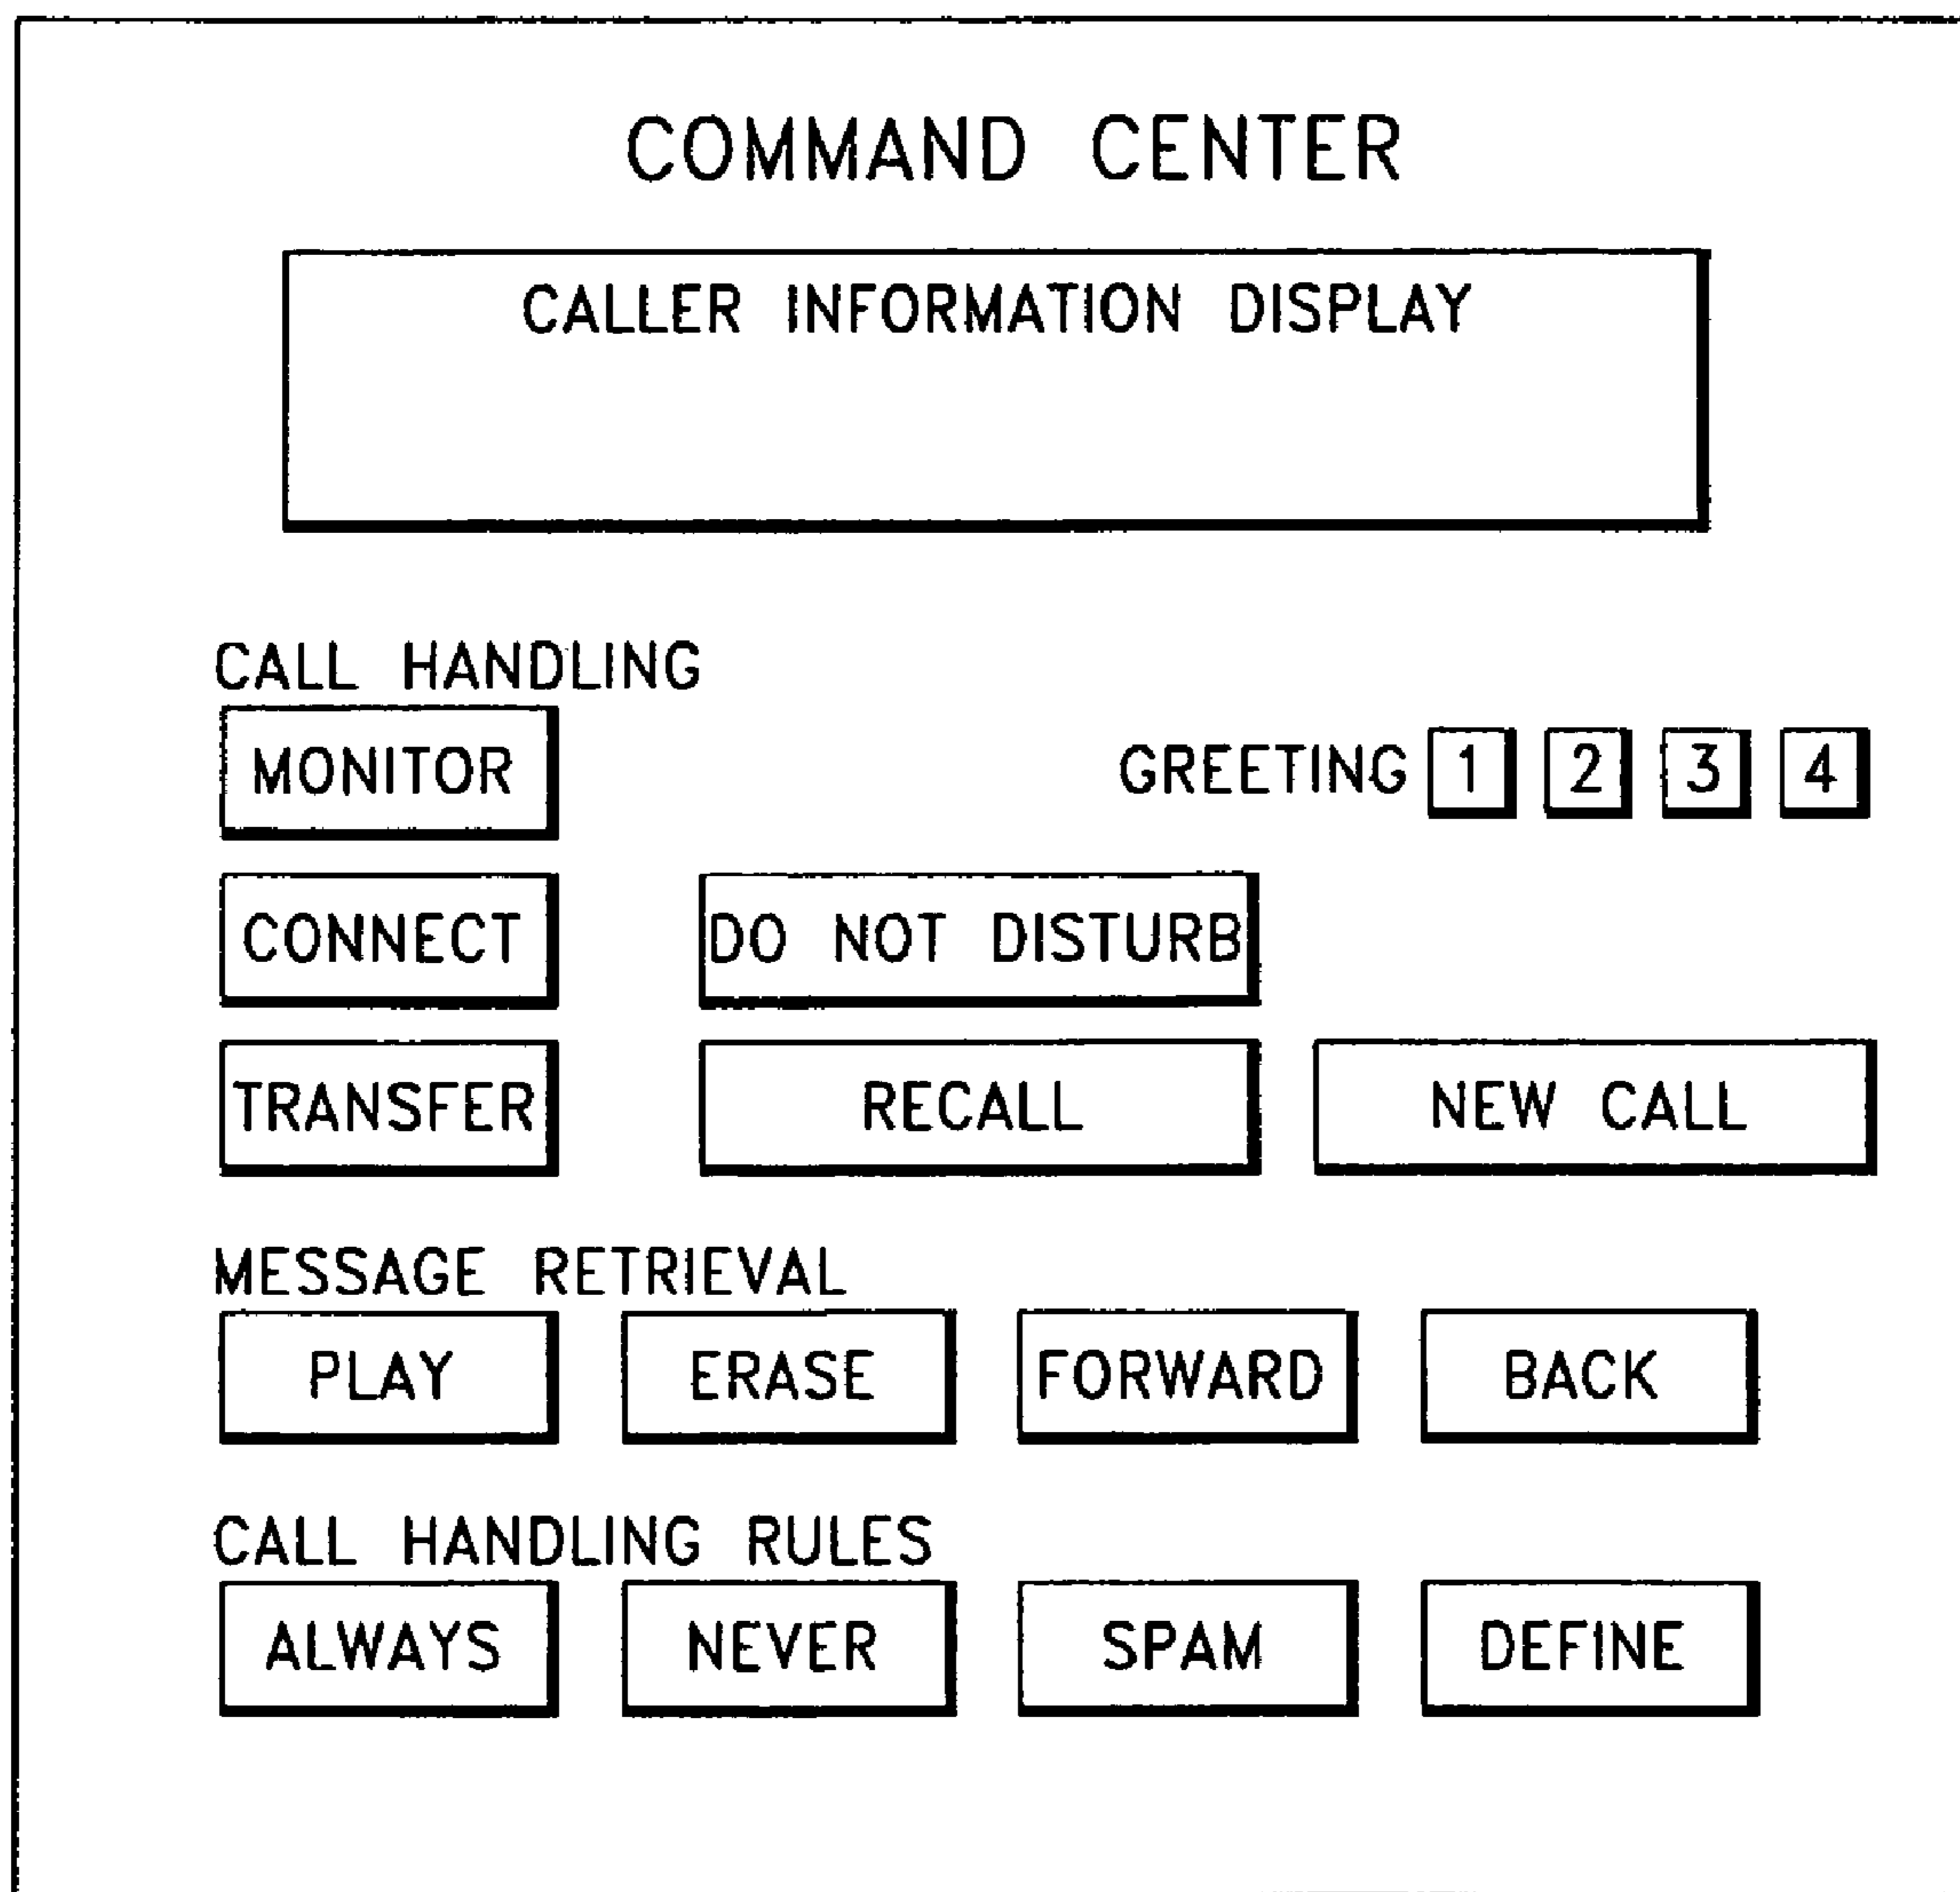 COMMAND CENTER
CALLER INFORMATION DISPLAY
CALL HANDLING
MONITOR GREETING 1 2 3 4
CONNECT DO NOT DISTURB
TRANSFER RECALL NEW CALL
MESSAGE RETRIEVAL
PLAY ERASE FORWARD BACK
CALL HANDLING RULES
ALWAYS NEVER SPAM DEFINE